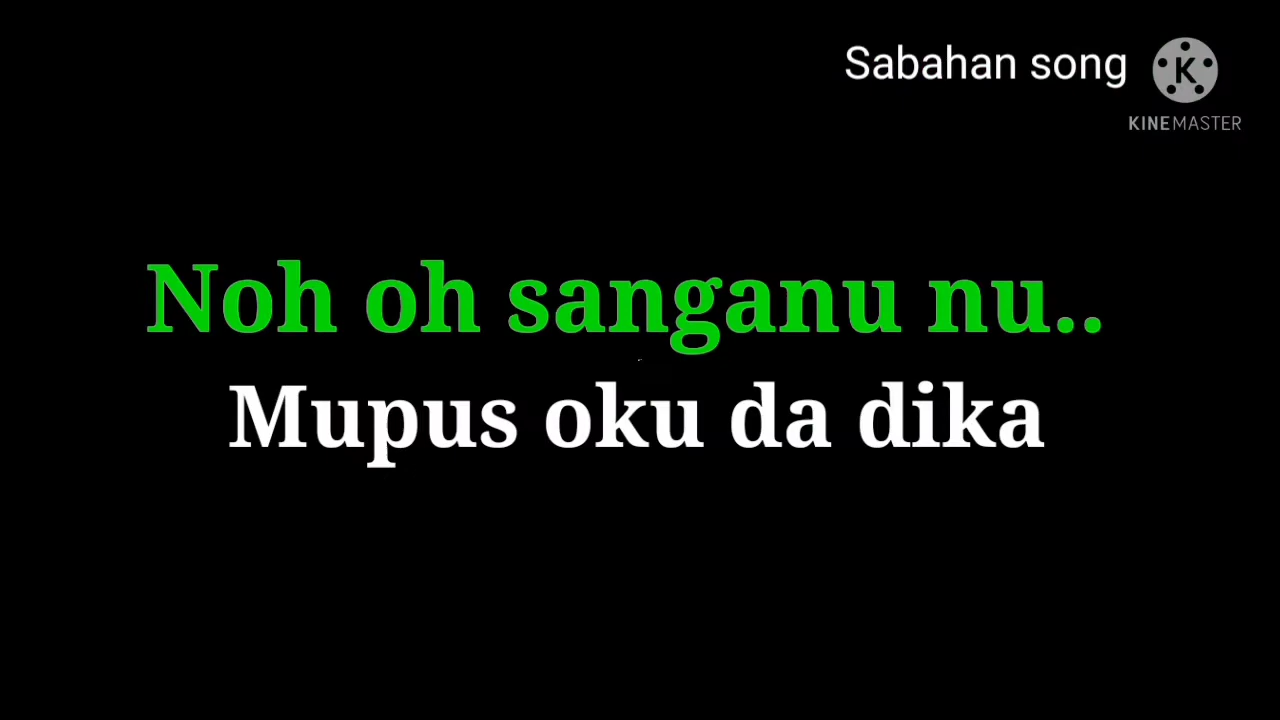 Sabahan song
K
KINEMASTER
Noh oh sanganu nu..
Mupus oku da dika